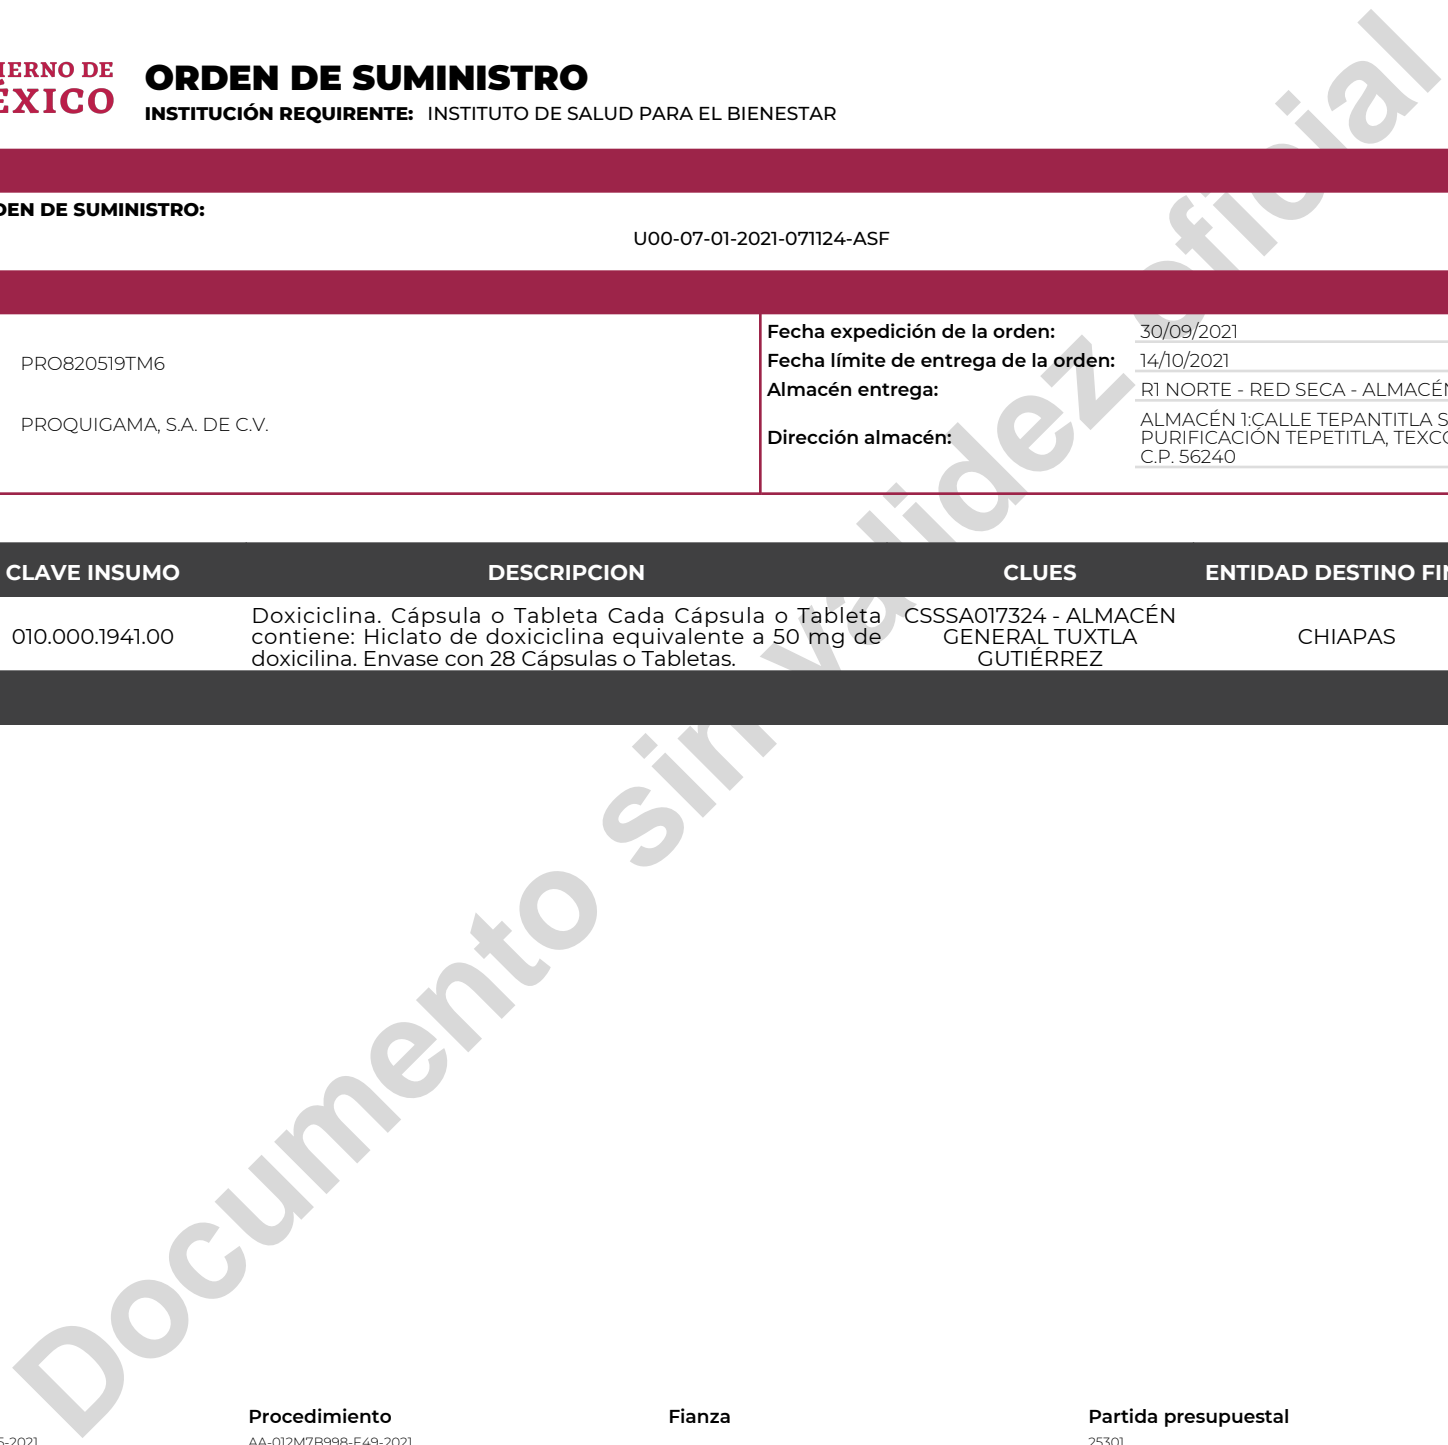 ORDEN DE SUMINISTRO
INSTITUCIÓN REQUIRENTE: INSTITUTO DE SALUD PARA EL BIENESTAR
DE
DE SUMINISTRO:
U00-07-01-2021-071124-ASF
PRO820519TM6
PROQUIGAMA, S.A. DE C.V.
Fecha expedición de la orden: 30/09/2021
Fecha límite de entrega de la orden: 14/10/2021
Almacén entrega: R1 NORTE - RED SECA - ALMACÉN
Dirección almacén: ALMACÉN 1:CALLE TEPANTITLA
PURIFICACIÓN TEPETITLA,
C.P. 56240
CLAVE INSUMO DESCRIPCION CLUES ENTIDAD DESTINO
010.000.1941.00
Doxiciclina. Cápsula o Tableta Cada Cápsula o Tableta
contiene: Hiclato de doxiciclina equivalente a 50 mg de
doxicilina. Envase con 28 Cápsulas o Tabletas.
CSSSA017324 - ALMACÉN
GENERAL TUXTLA
GUTIÉRREZ
CHIAPAS
Documento sin validez oficial
Procedimiento Fianza Partida presupuestal
AA-012M7B998-E49-2021 25301